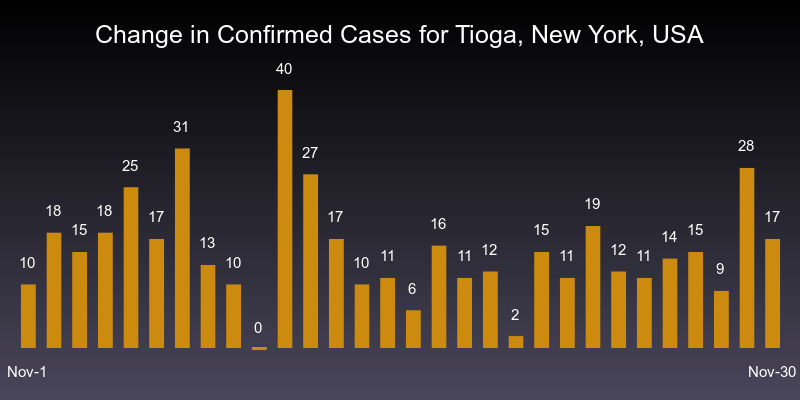 Change in Confirmed Cases for Tioga, New York, USA
10 18 15 18 25 17 31 13 10 0 40 27 17 10 11 6 16 11 12 2 15 11 19 12 11 14 15 9 28 17
Nov-1 Nov-30